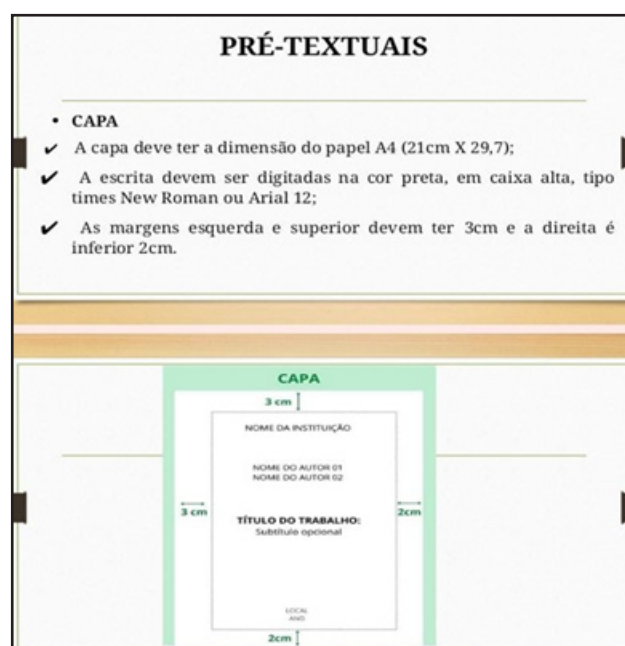 PRÉ-TEXTUAIS
• CAPA
✓ A capa deve ter a dimensão do papel A4 (21cm X 29,7);
✓ A escrita devem ser digitadas na cor preta, em caixa alta, tipo
times New Roman ou Arial 12;
✓ As margens esquerda e superior devem ter 3cm e a direita é
inferior 2cm.
CAPA
3 cm
NOME DA INSTITUIÇÃO
NOME DO AUTOR 01
NOME DO AUTOR 02
3 cm
2cm
TÍTULO DO TRABALHO:
Subtítulo opcional
LOCAL
ANO
2cm